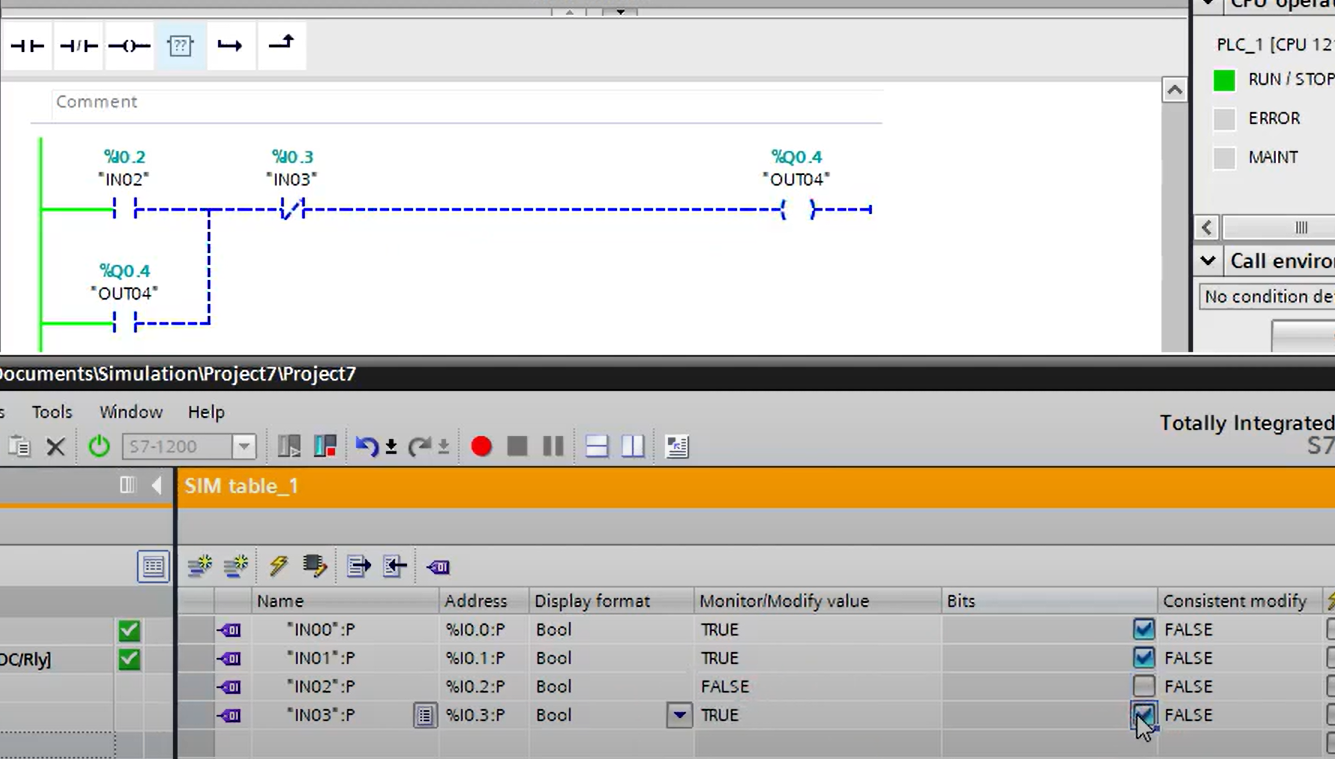 CPU opera
PLC_1 [CPU 12
RUN / STOP
ERROR
MAINT
??
Comment
%I0.2
"IN02"
%I0.3
"IN03"
%Q0.4
"OUT04"
%Q0.4
"OUT04"
Call enviro
No condition de
Documents\Simulation\Project7\Project7
s Tools Window Help
Totally Integrated
S7-1200
S7
SIM table_1
Name Address Display format Monitor/Modify value Bits Consistent modify
"IN00":P %I0.0:P Bool TRUE FALSE
"IN01":P %I0.1:P Bool TRUE FALSE
DC/Rly]
"IN02":P %I0.2:P Bool FALSE FALSE
"IN03":P %I0.3:P Bool TRUE FALSE